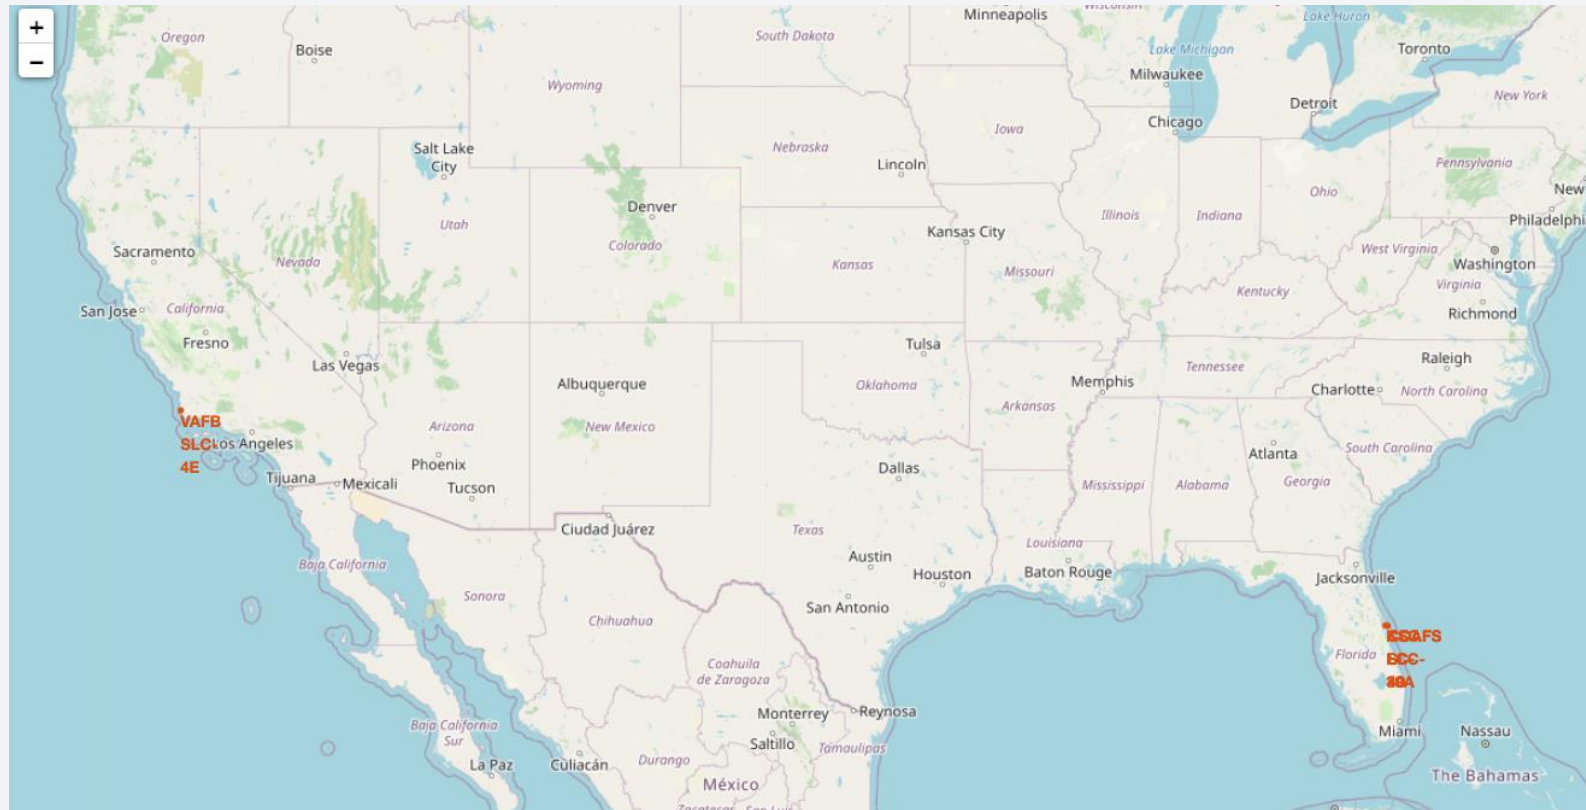 +
−
Oregon
Boise
Wyoming
South Dakota
Minneapolis
Wisconsin
Lake Huron
Lake Michigan
Toronto
Milwaukee
New York
Detroit
Chicago
Iowa
Salt Lake
City
Nebraska
Lincoln
Pennsylvania
Ohio
New
Denver
Utah
Illinois
Indiana
Philadelphi
Sacramento
Colorado
Kansas City
West Virginia
Nevada
Kansas
Missouri
Washington
Virginia
Kentucky
San Jose
California
Richmond
Fresno
Las Vegas
Tulsa
Raleigh
Tennessee
Albuquerque
Oklahoma
Memphis
Charlotte
North Carolina
Arkansas
VAFB
SLC-
4E
Los Angeles
Arizona
New Mexico
South Carolina
Atlanta
Phoenix
Dallas
Tijuana
Mexicali
Tucson
Mississippi
Alabama
Georgia
Ciudad Juárez
Texas
Louisiana
Austin
Baja California
Houston
Baton Rouge
Jacksonville
Sonora
San Antonio
Chihuahua
Florida
Coahuila
de Zaragoza
Monterrey
Reynosa
Baja California
Sur
Miami
Nassau
Saltillo
Tamaulipas
La Paz
Culiacán
Durango
The Bahamas
México
Zacatecas
San Luis